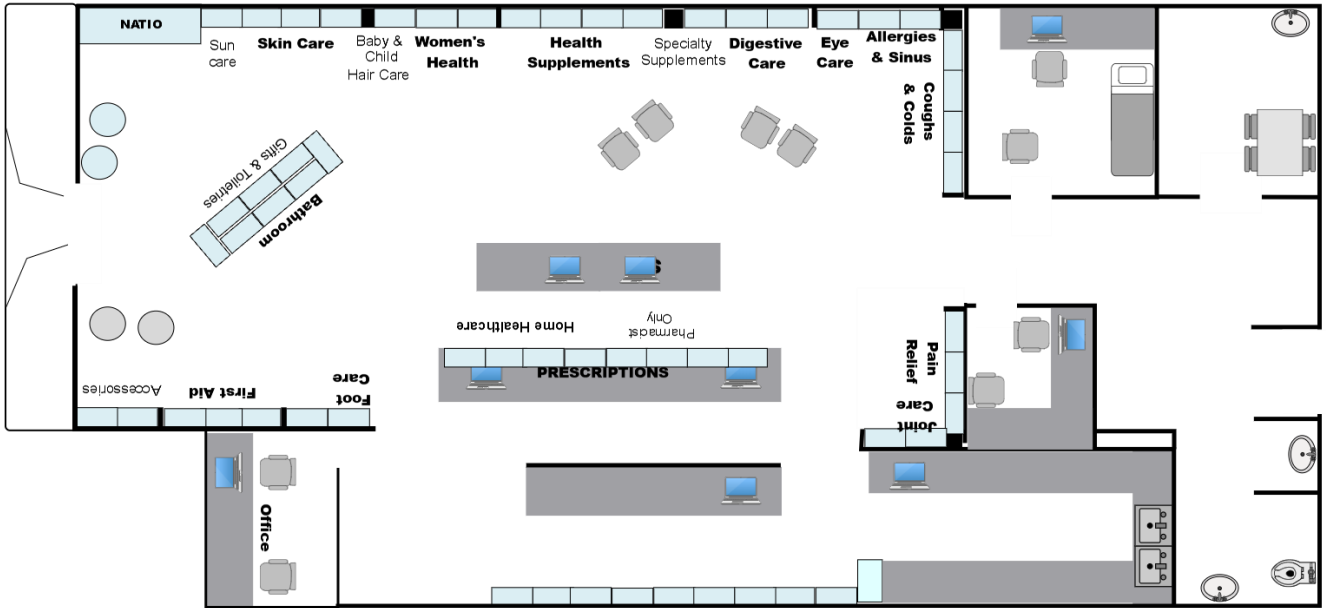 NATIO
Sun
care
Skin Care
Baby &
Child
Hair Care
Women's
Health
Health
Supplements
Specialty
Supplements
Digestive
Care
Eye
Care
Allergies
& Sinus
Coughs
& Colds
Gifts & Toiletries
Bathroom
S
Home Healthcare
Pharmacist
Only
PRESCRIPTIONS
Pain
Relief
Joint
Care
Accessories
First Aid
Foot
Care
Office